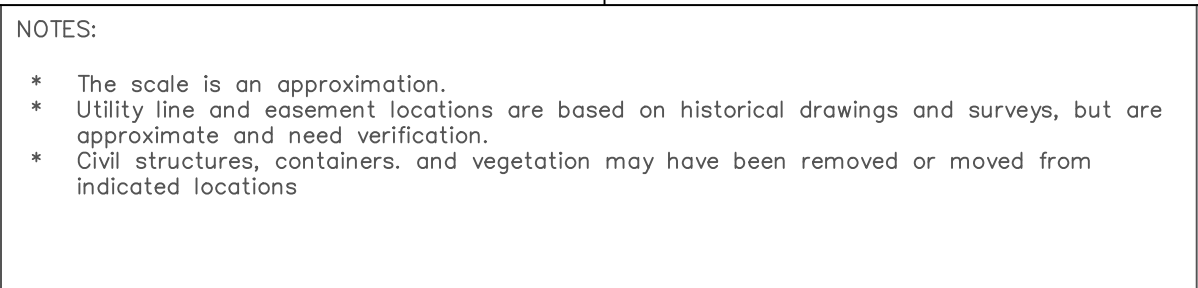 NOTES:
* The scale is an approximation.
* Utility line and easement locations are based on historical drawings and surveys, but are
approximate and need verification.
* Civil structures, containers. and vegetation may have been removed or moved from
indicated locations